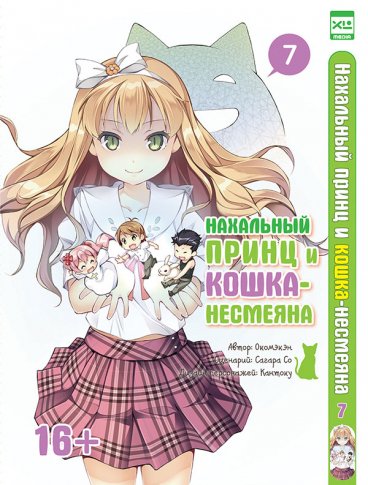 7
НАХАЛЬНЫЙ
ПРИНЦ И
КОШКА-
НЕСМЕЯНА
Автор: Окомэкэн
Сценарий: Сагара Со
персонажей: Кантоку
16+
XL
MEDIA
НАХАЛЬНЫЙ ПРИНЦ И КОШКА-НЕСМЕЯНА
7